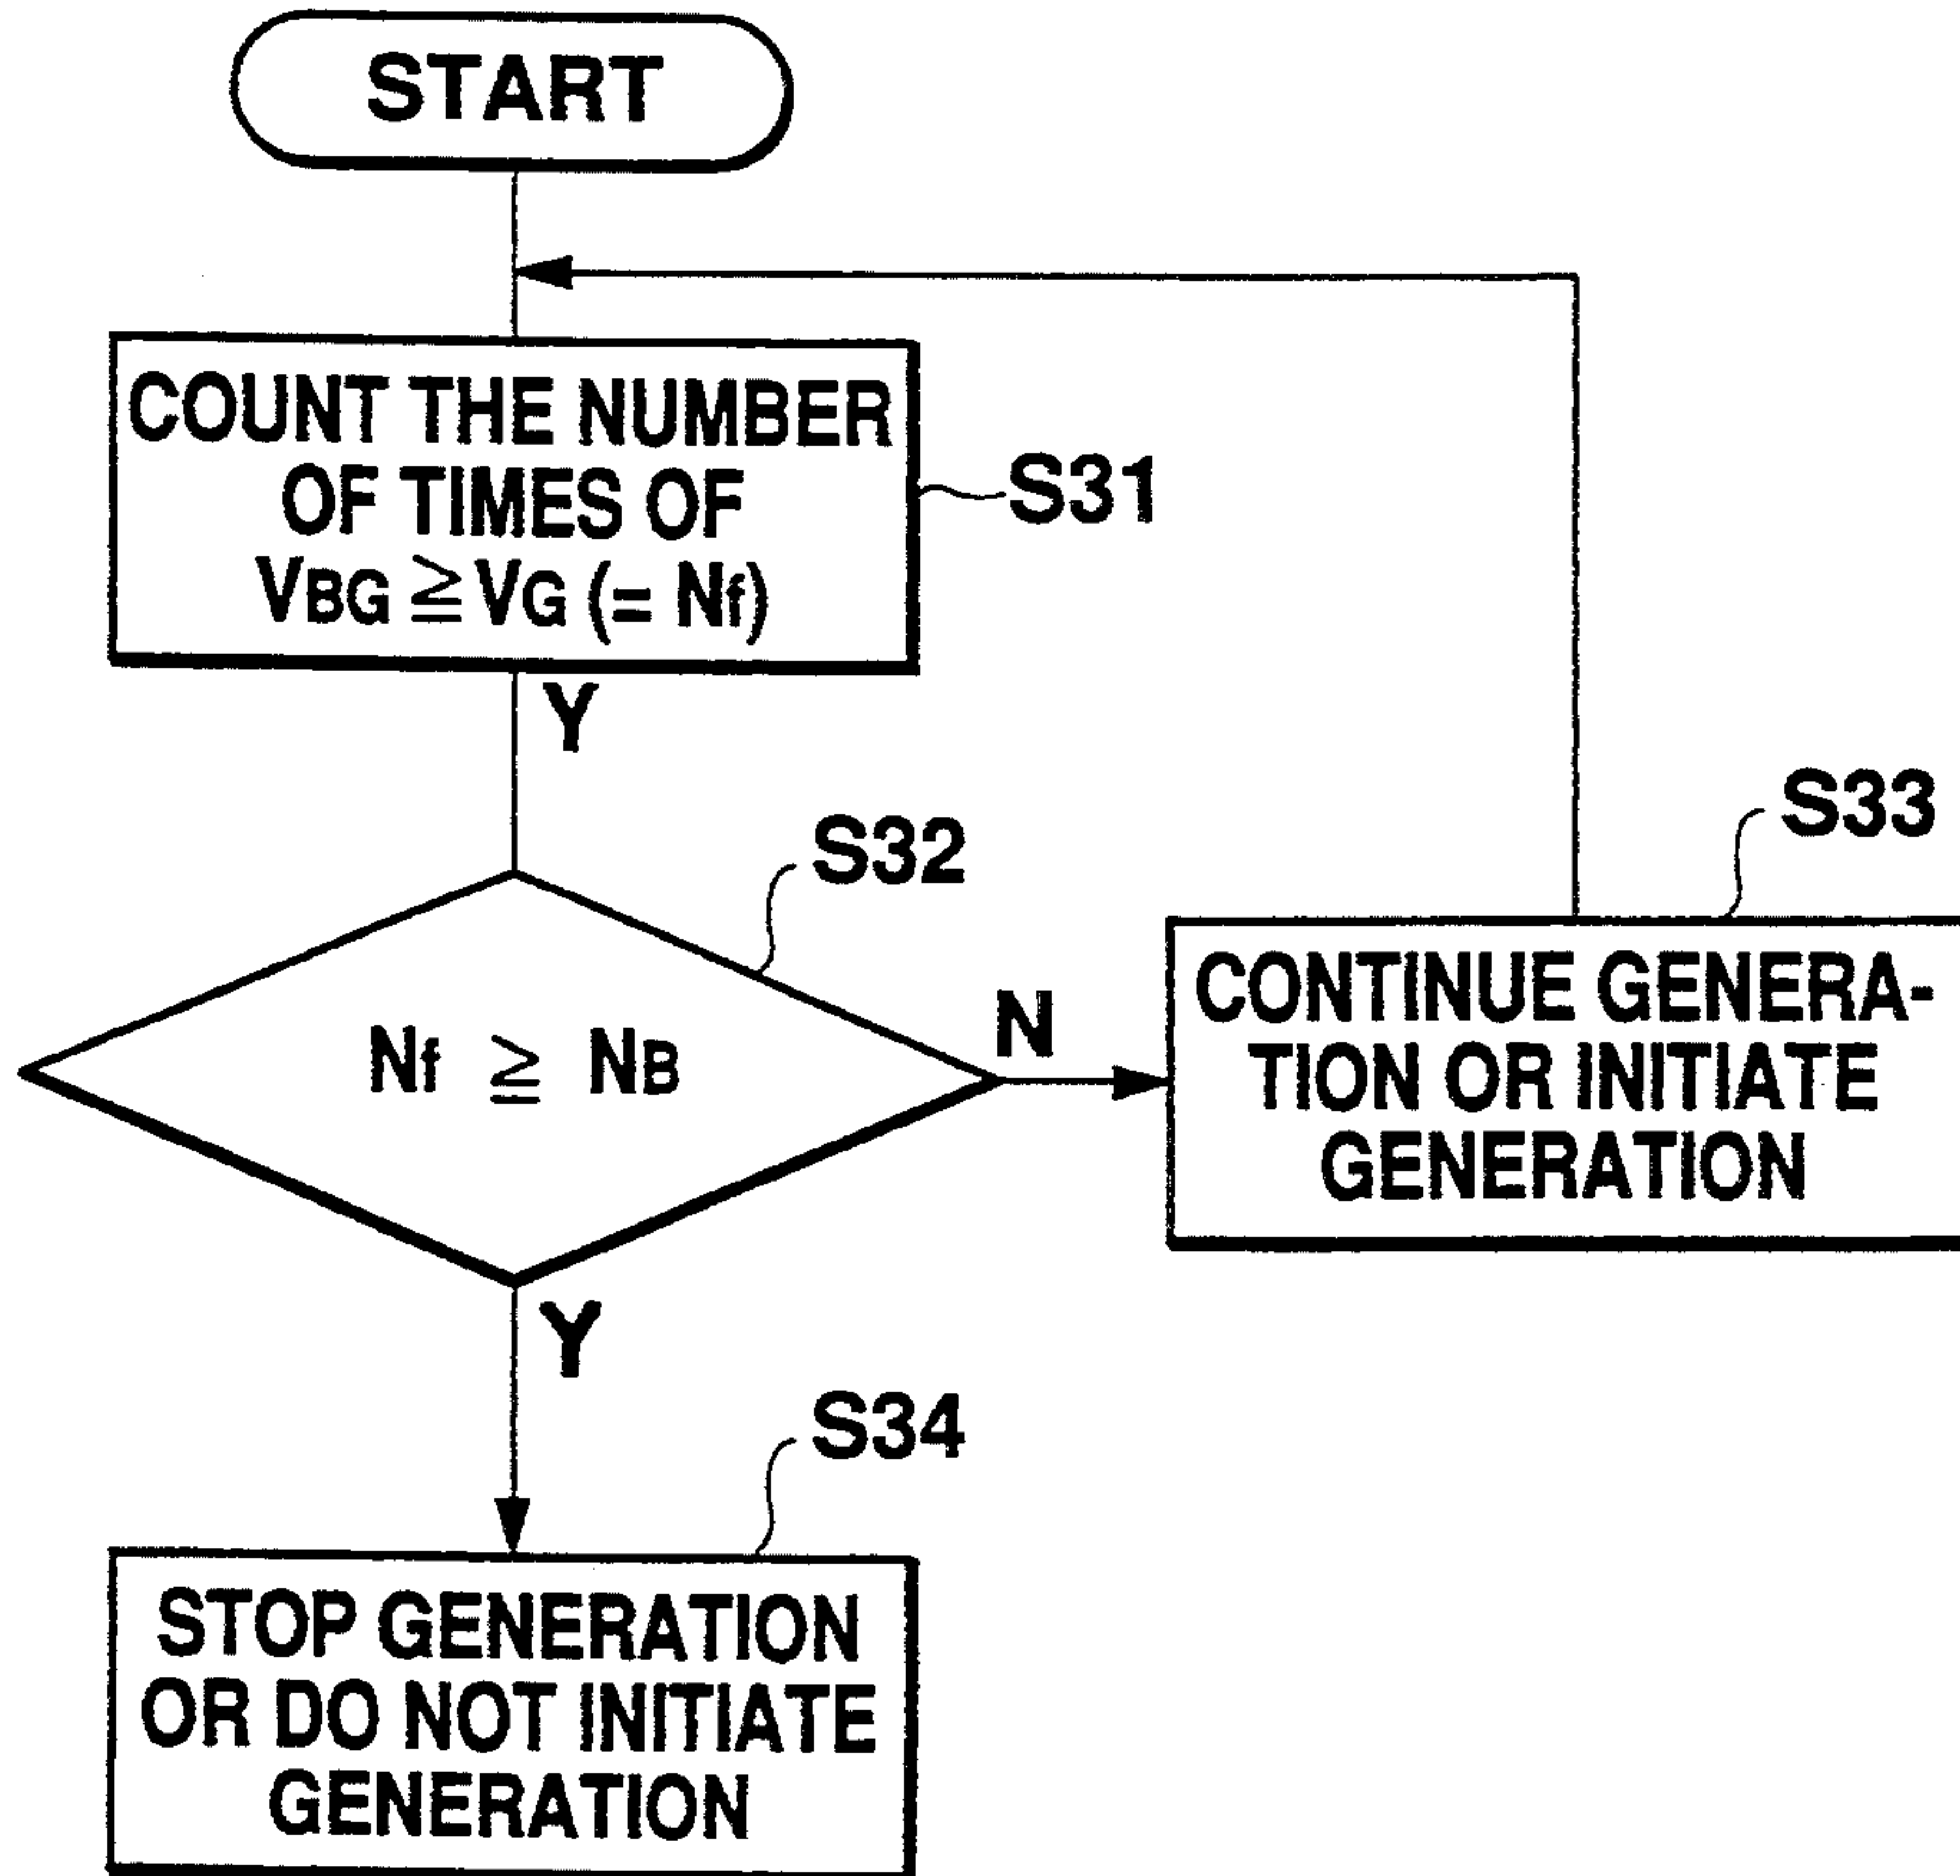 START
COUNT THE NUMBER
OF TIMES OF
VBG ≧ VG (= Nf)
S31
Y
S32
Nf ≧ NB
N
S33
CONTINUE GENERA-
TION OR INITIATE
GENERATION
Y
S34
STOP GENERATION
OR DO NOT INITIATE
GENERATION